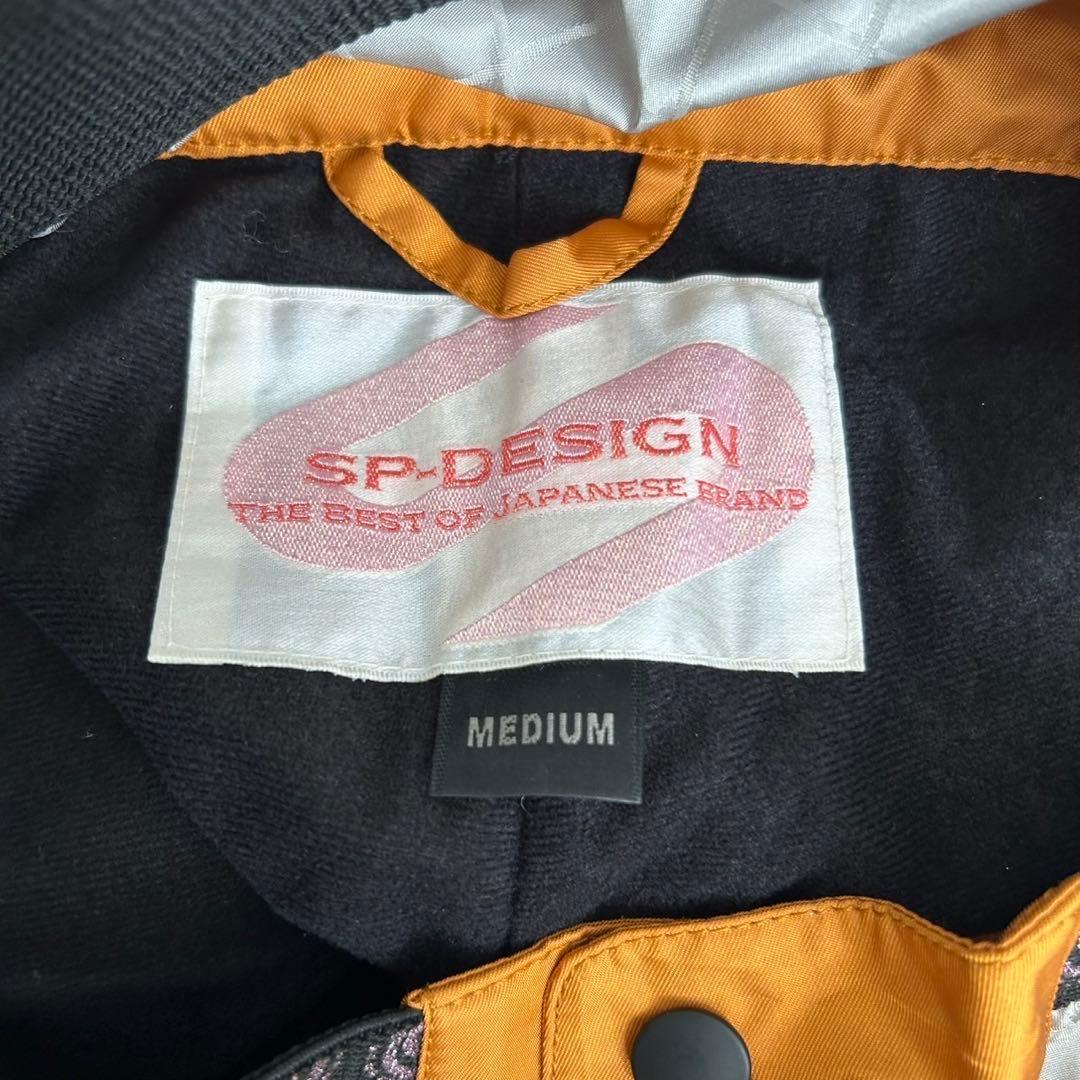 SP-DESIGN
THE BEST OF JAPANESE BRAND
MEDIUM